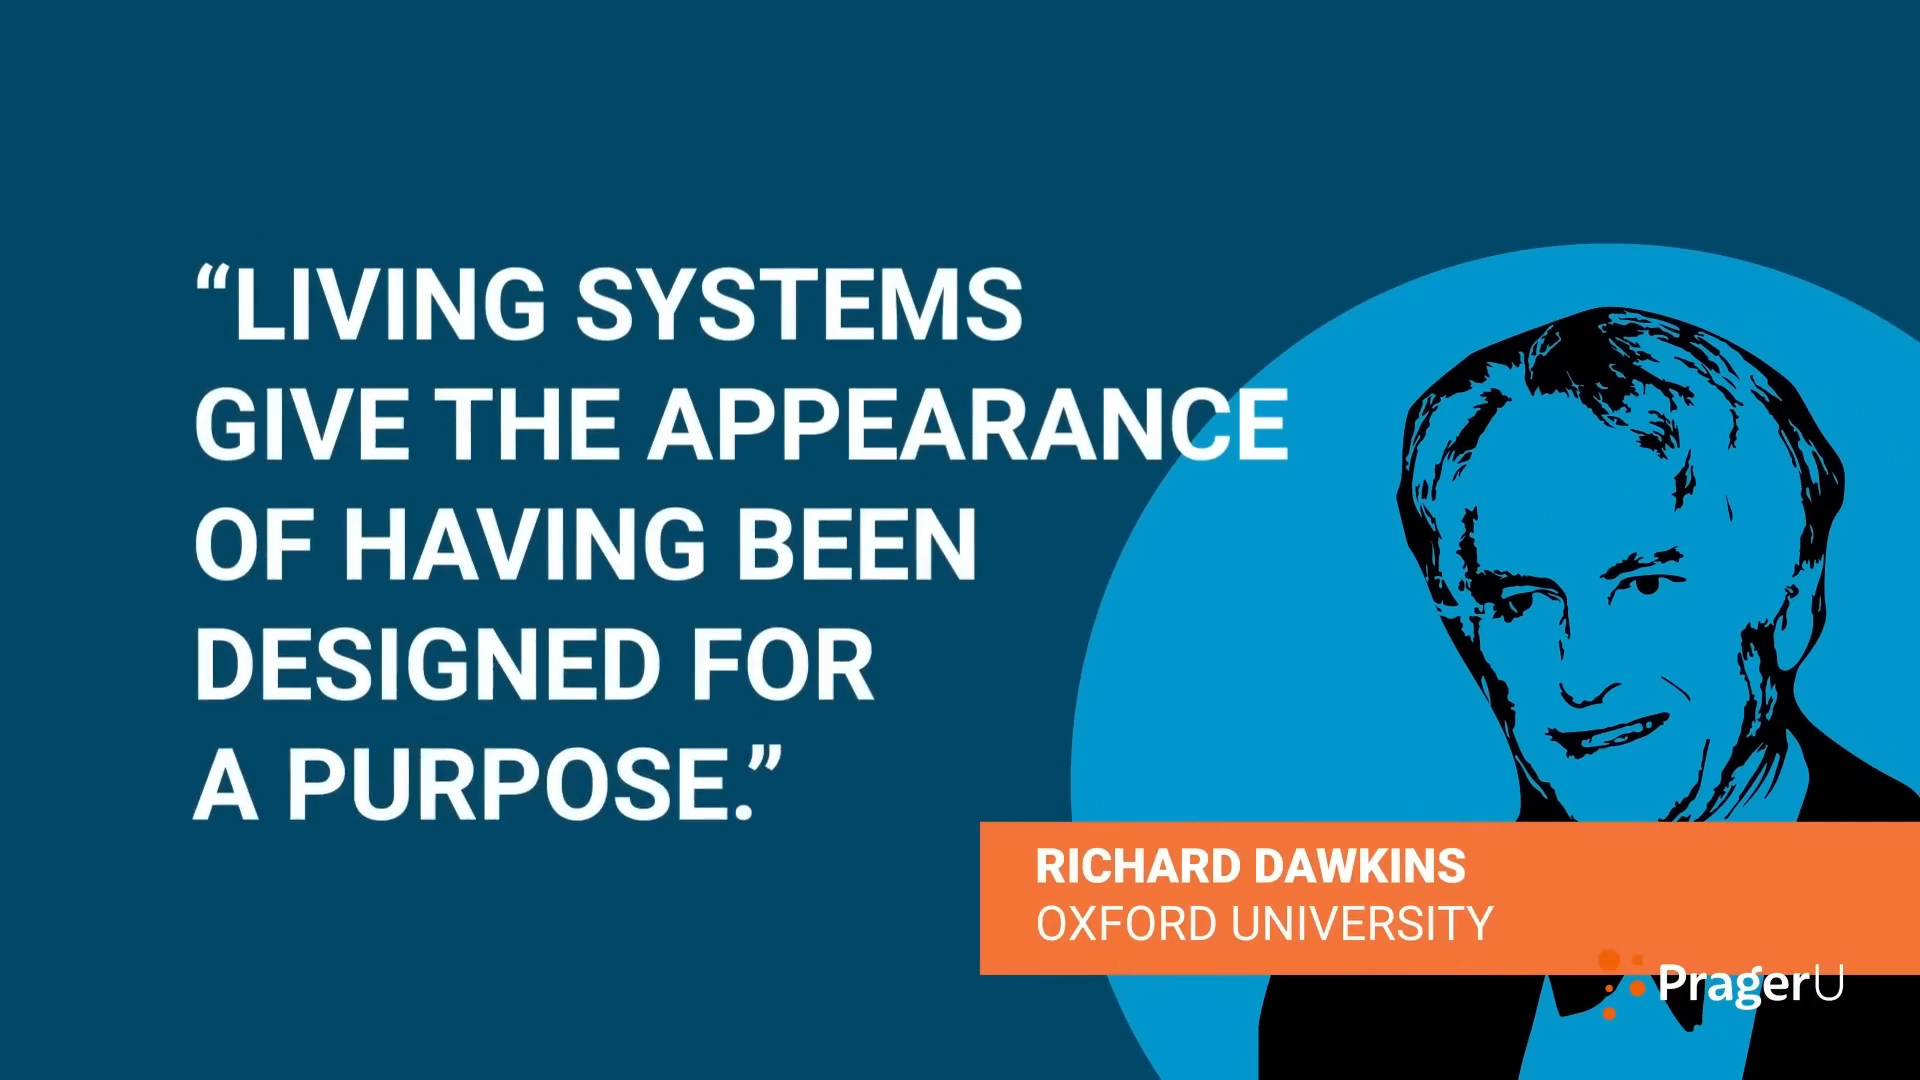 “LIVING SYSTEMS
GIVE THE APPEARANCE
OF HAVING BEEN
DESIGNED FOR
A PURPOSE.”
RICHARD DAWKINS
OXFORD UNIVERSITY
PragerU